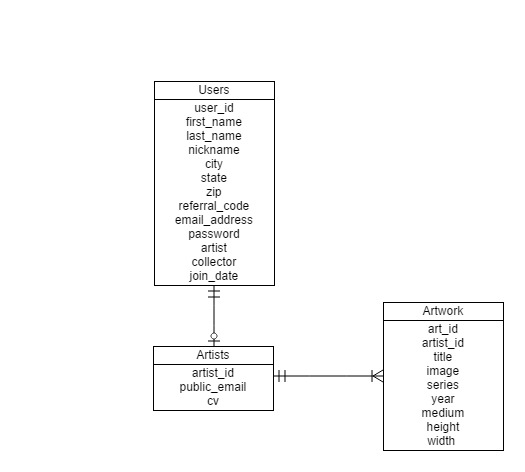 Users
user_id
first_name
last_name
nickname
city
state
zip
referral_code
email_address
password
artist
collector
join_date
Artists
artist_id
public_email
cv
Artwork
art_id
artist_id
title
image
series
year
medium
height
width